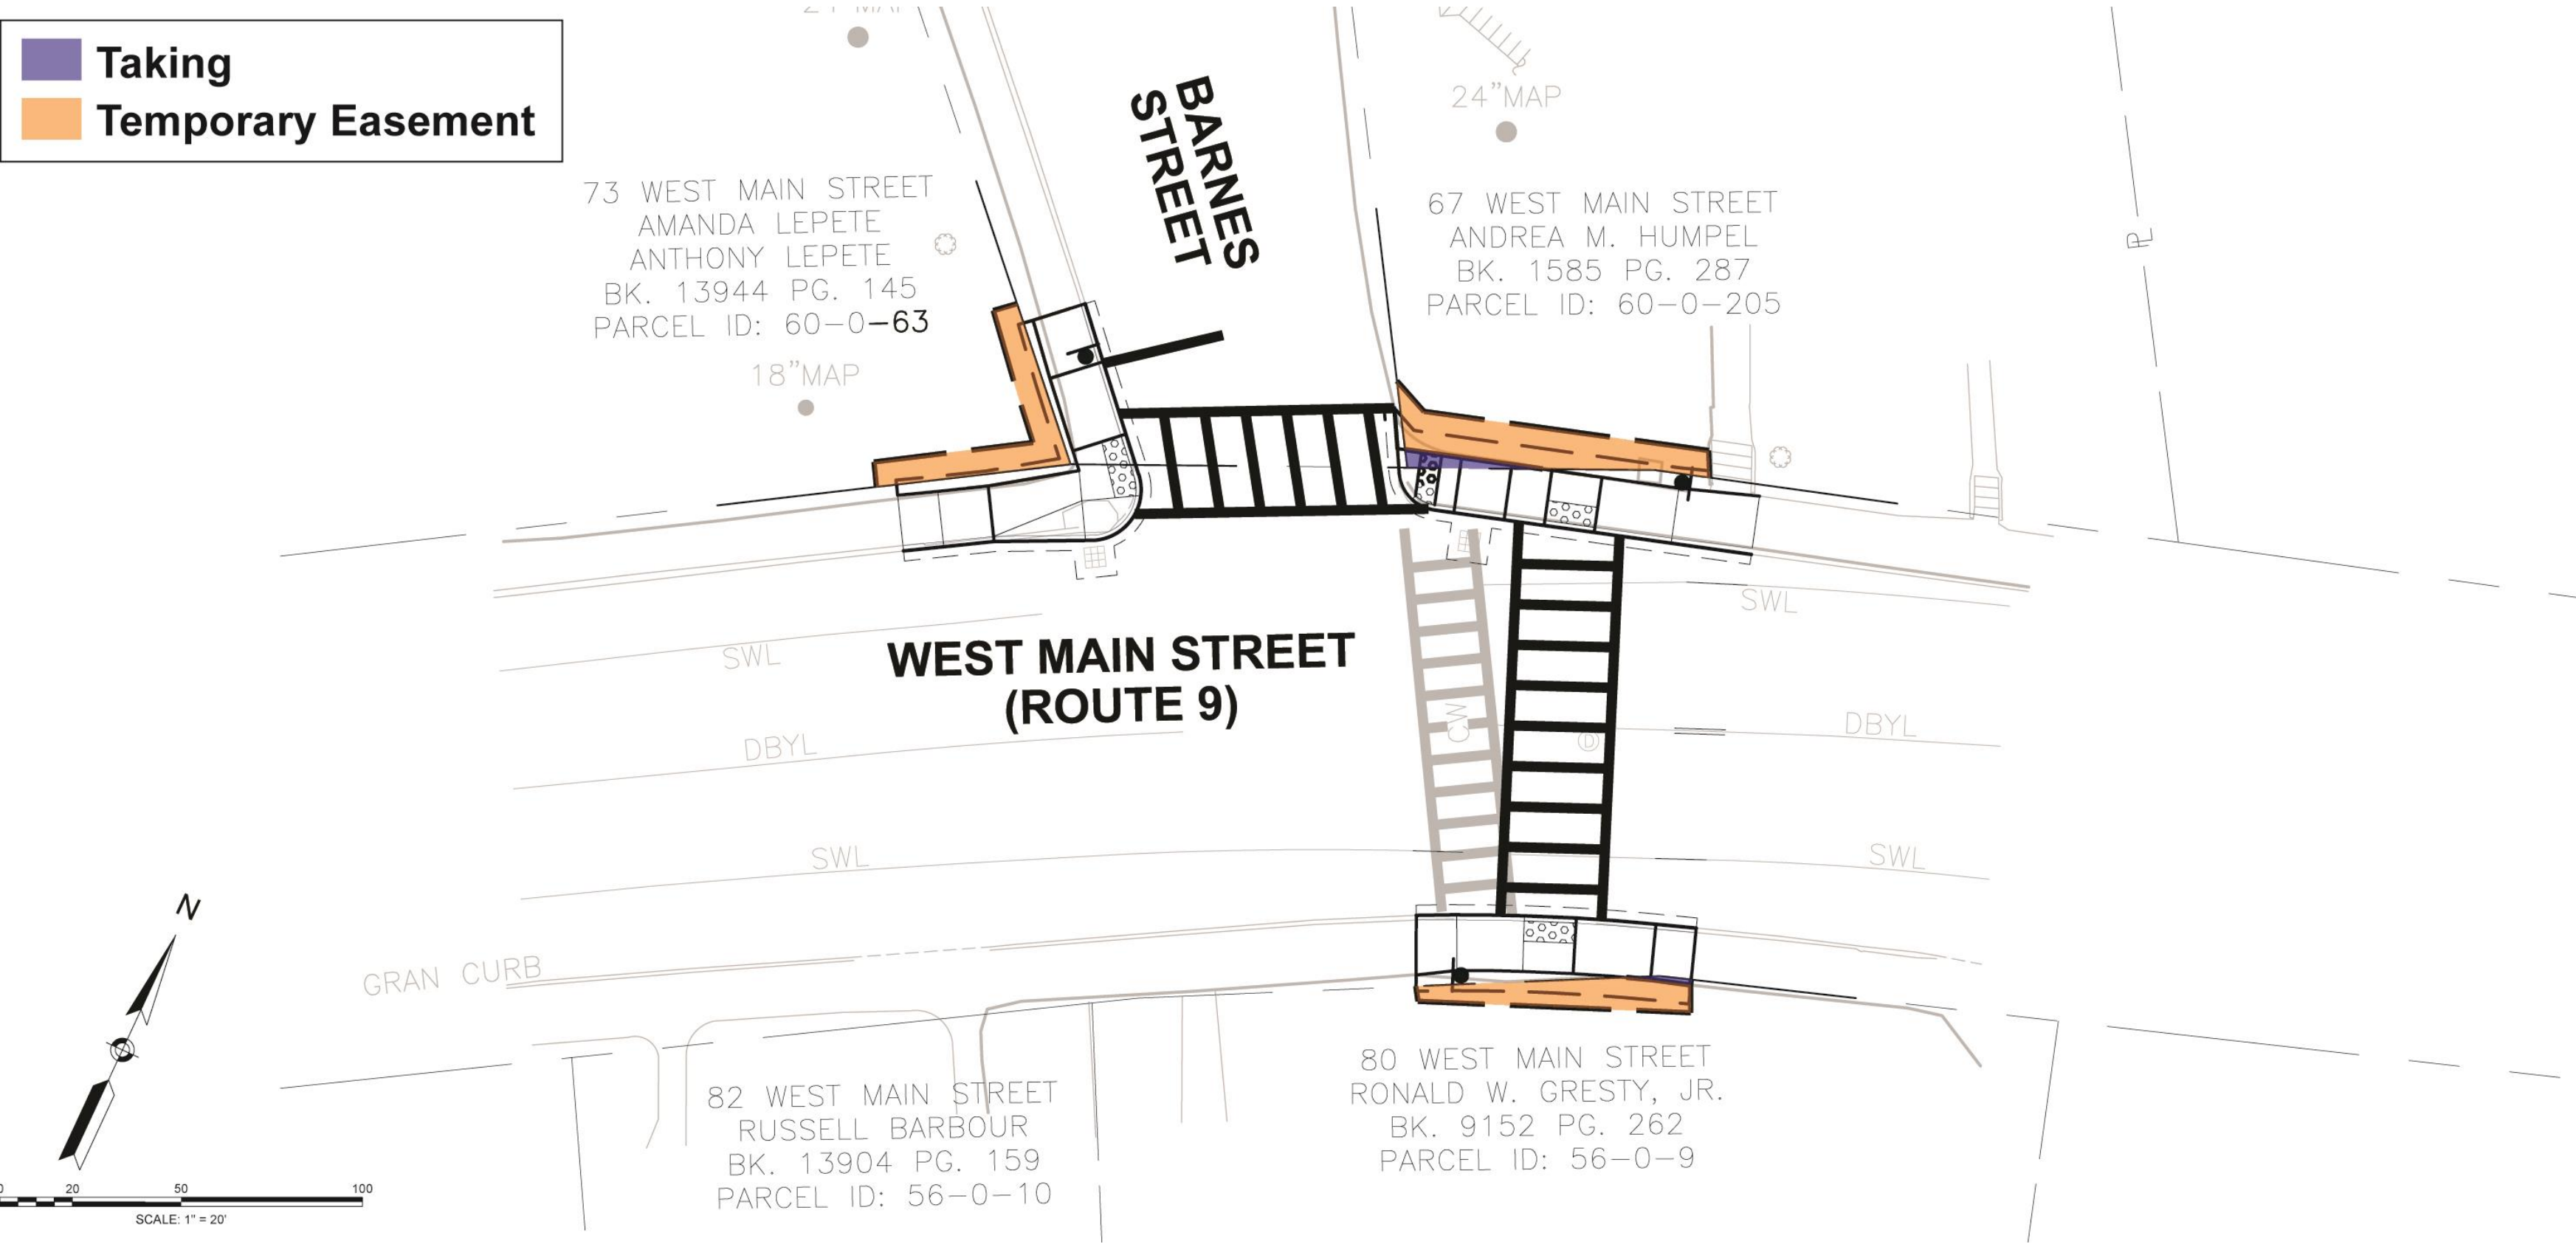 Taking
Temporary Easement
BARNES
STREET
24"MAP
73 WEST MAIN STREET
AMANDA LEPETE
ANTHONY LEPETE
BK. 13944 PG. 145
PARCEL ID: 60-0-63
18"MAP
67 WEST MAIN STREET
ANDREA M. HUMPEL
BK. 1585 PG. 287
PARCEL ID: 60-0-205
PL
SWL
SWL
WEST MAIN STREET
(ROUTE 9)
CW
DBYL
D
DBYL
SWL
SWL
N
GRAN CURB
82 WEST MAIN STREET
RUSSELL BARBOUR
BK. 13904 PG. 159
PARCEL ID: 56-0-10
80 WEST MAIN STREET
RONALD W. GRESTY, JR.
BK. 9152 PG. 262
PARCEL ID: 56-0-9
0 20 50 100
SCALE: 1" = 20'